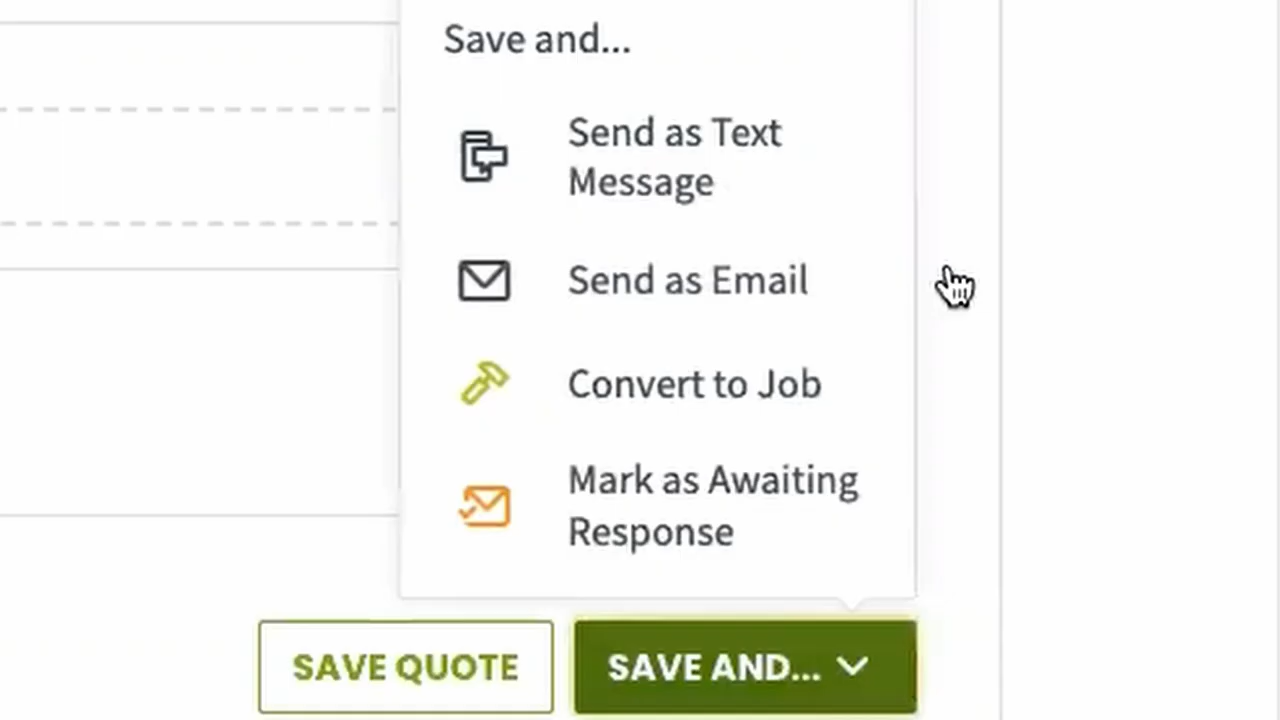 Save and...
Send as Text
Message
Send as Email
Convert to Job
Mark as Awaiting
Response
SAVE QUOTE
SAVE AND...